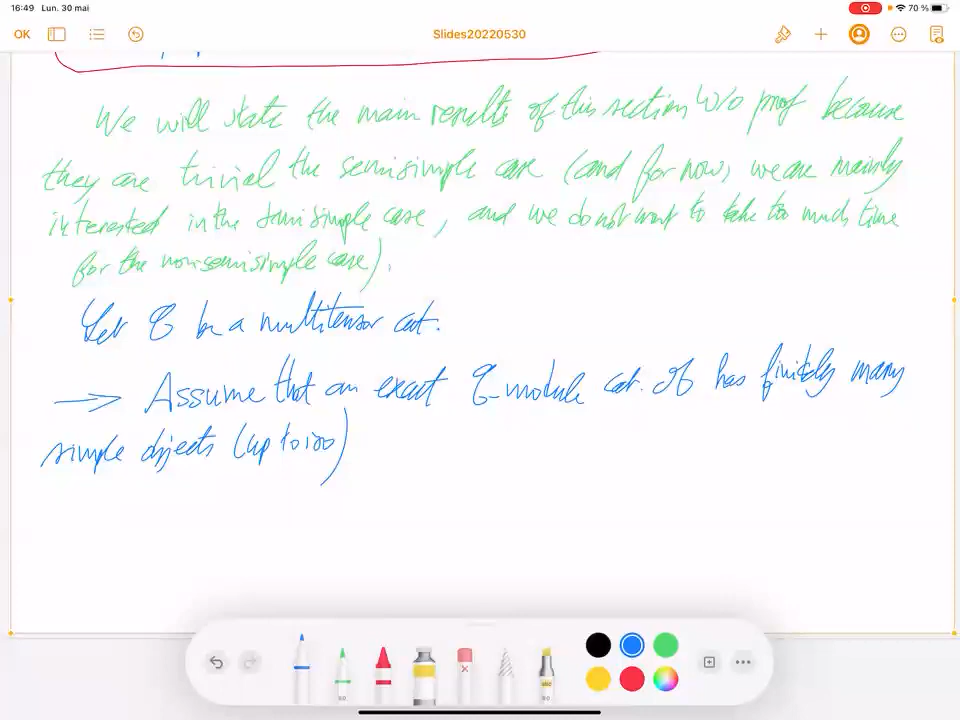 16:49 Lun. 30 mai
70 %
OK
Slides20220530
We will state the main results of this section w/o proof because
they are trivial the semisimple case (and for now, we are mainly
interested in the semisimple case, and we do not want to take too much time
for the nonsemisimple case).
Let C be a multitensor cat.
→ Assume that an exact C-module cat. M has finitely many
simple objects (up to iso)